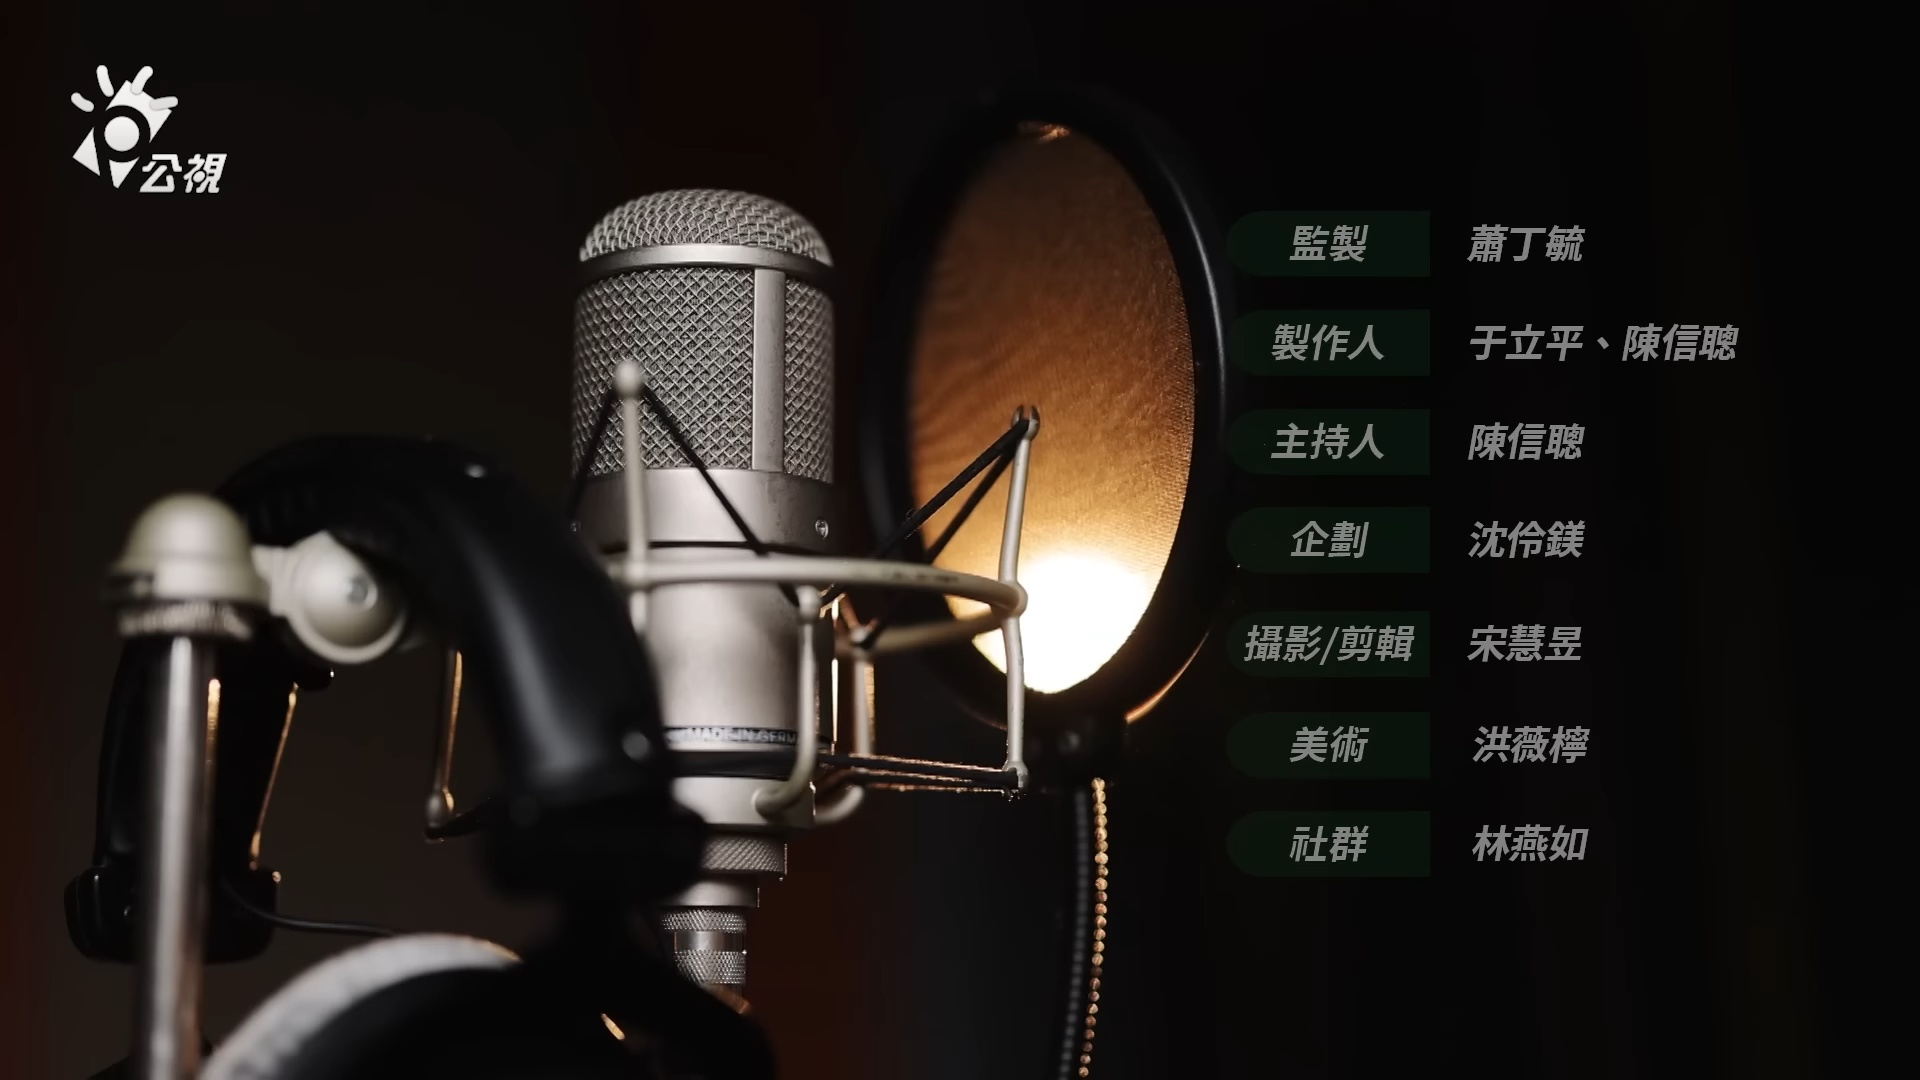 公視
監製 蕭丁毓
製作人 于立平、陳信聰
主持人 陳信聰
企劃 沈伶鎂
攝影/剪輯 宋慧昱
美術 洪薇檸
社群 林燕如
MADE IN GERM